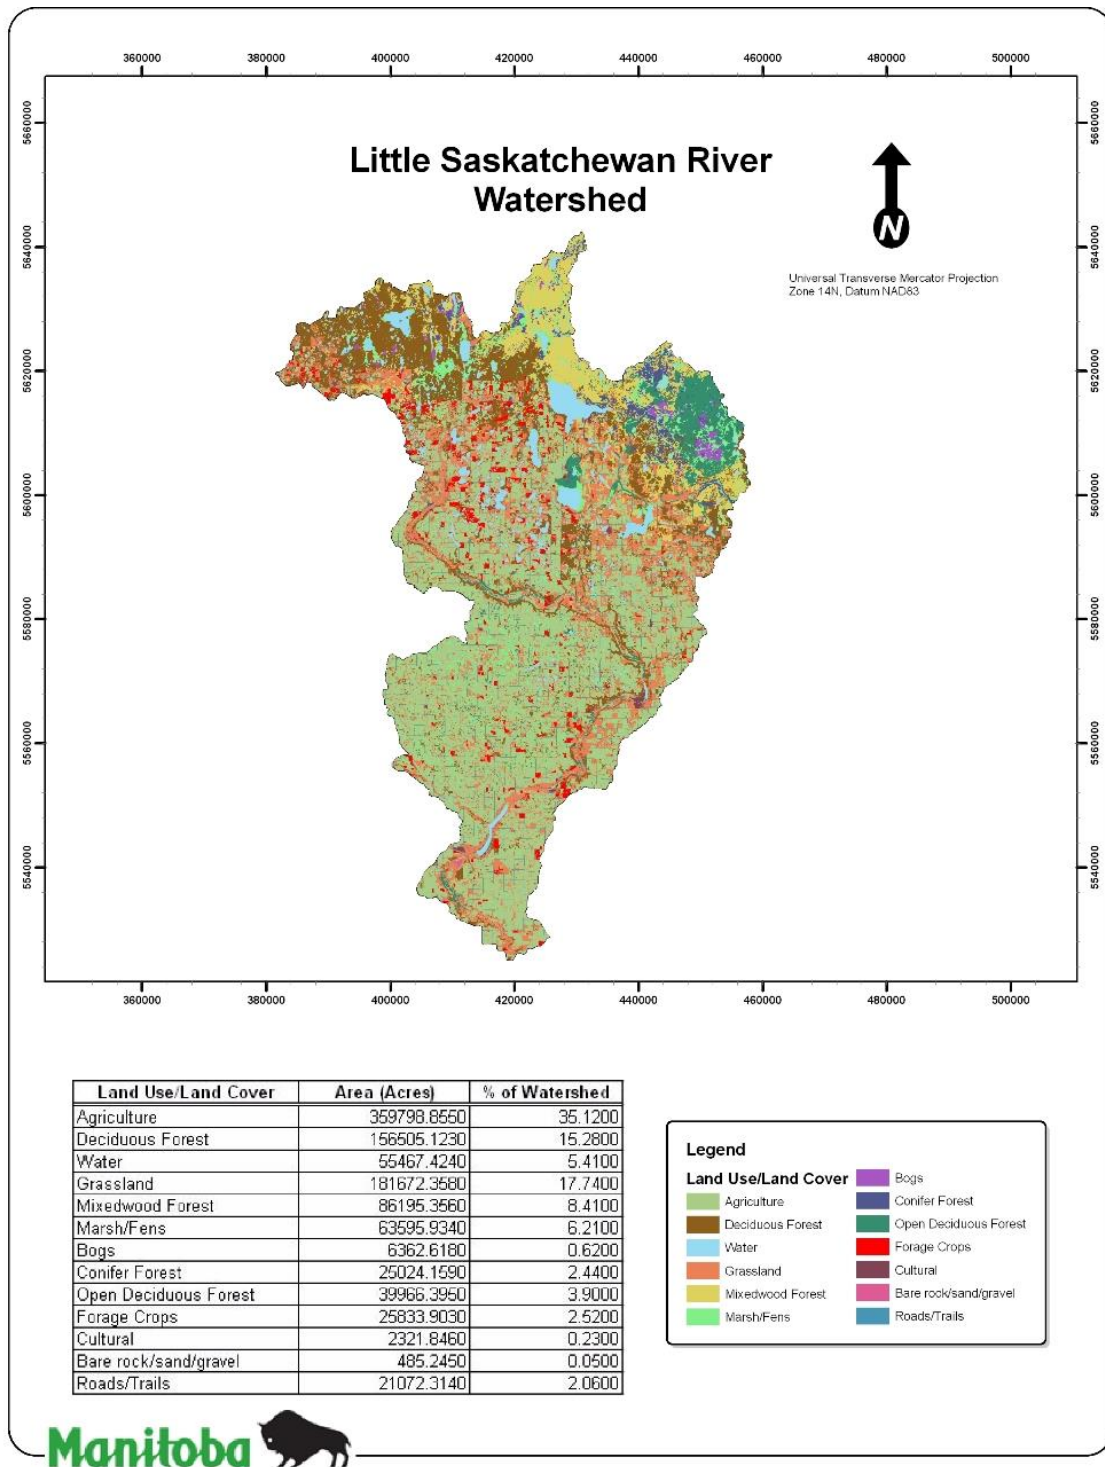 360000 380000 400000 420000 440000 460000 480000 500000
5660000 5660000
Little Saskatchewan River
Watershed
N
5640000 5640000
Universal Transverse Mercator Projection
Zone 14N, Datum NAD83
5620000 5620000
5600000 5600000
5580000 5580000
5560000 5560000
5540000 5540000
360000 380000 400000 420000 440000 460000 480000 500000
Land Use/Land Cover Area (Acres) % of Watershed
Agriculture 359798.8550 35.1200
Deciduous Forest 156505.1230 15.2800
Water 55467.4240 5.4100
Grassland 181672.3580 17.7400
Mixedwood Forest 86195.3560 8.4100
Marsh/Fens 63595.9340 6.2100
Bogs 6362.6180 0.6200
Conifer Forest 25024.1590 2.4400
Open Deciduous Forest 39966.3950 3.9000
Forage Crops 25833.9030 2.5200
Cultural 2321.8460 0.2300
Bare rock/sand/gravel 485.2450 0.0500
Roads/Trails 21072.3140 2.0600
Legend
Land Use/Land Cover
Agriculture
Deciduous Forest
Water
Grassland
Mixedwood Forest
Marsh/Fens
Bogs
Conifer Forest
Open Deciduous Forest
Forage Crops
Cultural
Bare rock/sand/gravel
Roads/Trails
Manitoba